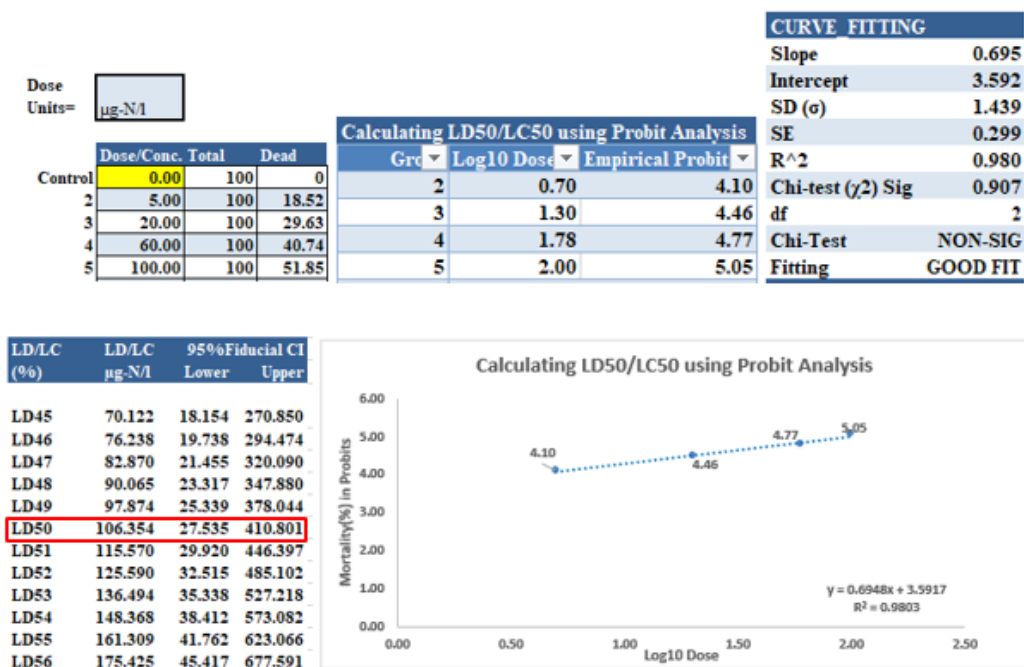 Dose
Units=
µg-N/l
Dose/Conc. Total Dead
Control 0.00 100 0
2 5.00 100 18.52
3 20.00 100 29.63
4 60.00 100 40.74
5 100.00 100 51.85
Calculating LD50/LC50 using Probit Analysis
Grc Log10 Dose Empirical Probit
2 0.70 4.10
3 1.30 4.46
4 1.78 4.77
5 2.00 5.05
CURVE_FITTING
Slope 0.695
Intercept 3.592
SD (σ) 1.439
SE 0.299
R^2 0.980
Chi-test (χ2) Sig 0.907
df 2
Chi-Test NON-SIG
Fitting GOOD FIT
LD/LC LD/LC 95%Fiducial CI
(%) µg-N/l Lower Upper
LD45 70.122 18.154 270.850
LD46 76.238 19.738 294.474
LD47 82.870 21.455 320.090
LD48 90.065 23.317 347.880
LD49 97.874 25.339 378.044
LD50 106.354 27.535 410.801
LD51 115.570 29.920 446.397
LD52 125.590 32.515 485.102
LD53 136.494 35.338 527.218
LD54 148.368 38.412 573.082
LD55 161.309 41.762 623.066
LD56 175.425 45.417 677.591
Calculating LD50/LC50 using Probit Analysis
Mortality(%) in Probits
6.00
5.00
4.00
3.00
2.00
1.00
0.00
4.10
4.46
4.77
5.05
y = 0.6948x + 3.5917
R² = 0.9803
0.00 0.50 1.00 1.50 2.00 2.50
Log10 Dose